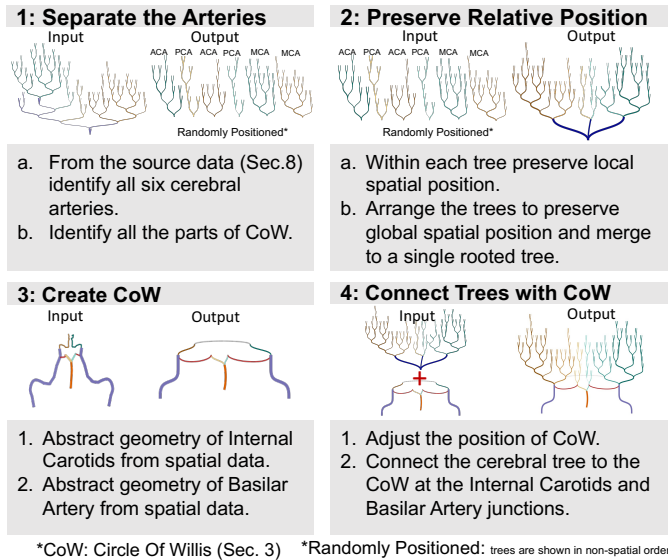 1: Separate the Arteries
Input
Output
ACA PCA ACA PCA MCA MCA
Randomly Positioned*
a. From the source data (Sec.8)
identify all six cerebral
arteries.
b. Identify all the parts of CoW.
2: Preserve Relative Position
Input
Output
ACA PCA ACA PCA MCA MCA
Randomly Positioned*
a. Within each tree preserve local
spatial position.
b. Arrange the trees to preserve
global spatial position and merge
to a single rooted tree.
3: Create CoW
Input
Output
1. Abstract geometry of Internal
Carotids from spatial data.
2. Abstract geometry of Basilar
Artery from spatial data.
4: Connect Trees with CoW
Input
Output
+
1. Adjust the position of CoW.
2. Connect the cerebral tree to the
CoW at the Internal Carotids and
Basilar Artery junctions.
*CoW: Circle Of Willis (Sec. 3)
*Randomly Positioned: trees are shown in non-spatial order